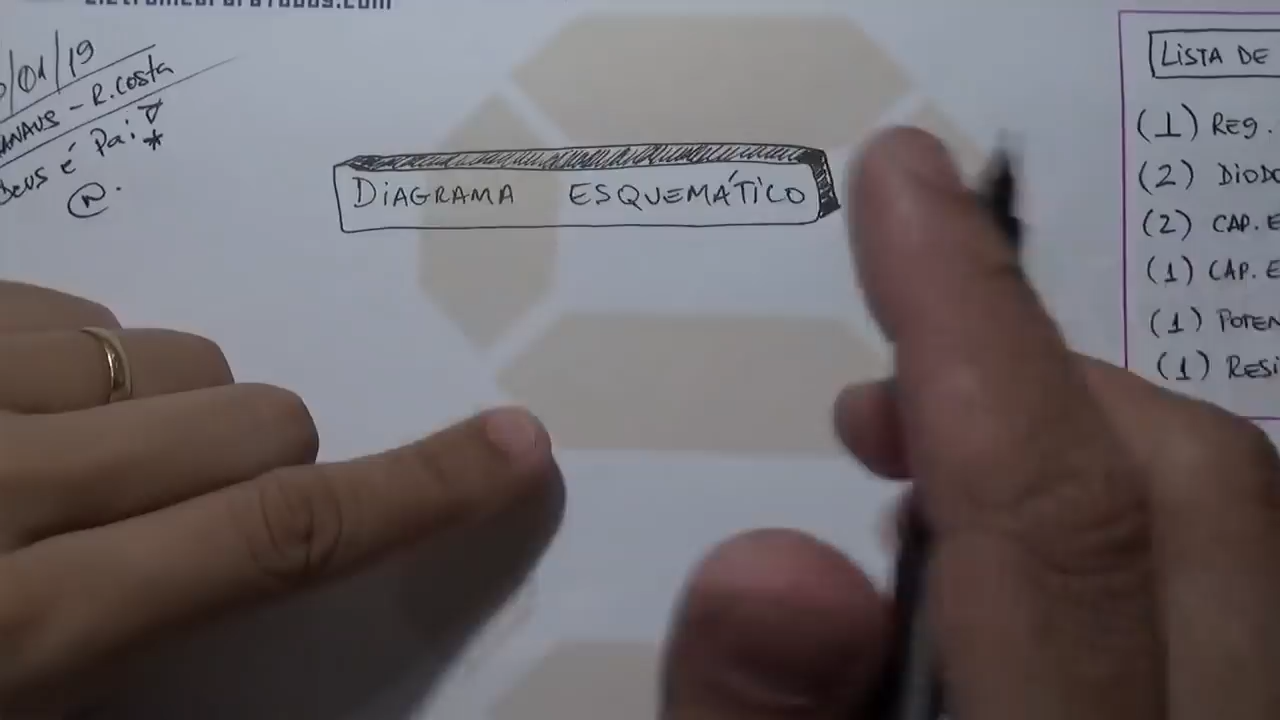 /01/19
R. Costa
Deus é Pai!
DIAGRAMA ESQUEMÁTICO
LISTA DE
(1) REG.
(2) DIODO
(2) CAP. E
(1) CAP. E
(1) POTEN
(1) RESI